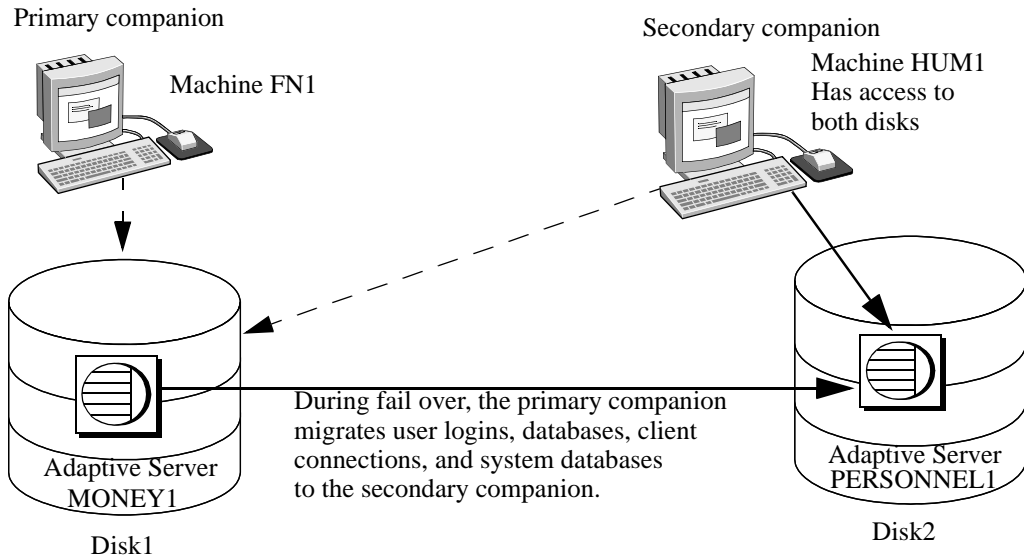 Primary companion
Machine FN1
Secondary companion
Machine HUM1
Has access to
both disks
During fail over, the primary companion
migrates user logins, databases, client
connections, and system databases
to the secondary companion.
Adaptive Server
MONEY1
Disk1
Adaptive Server
PERSONNEL1
Disk2